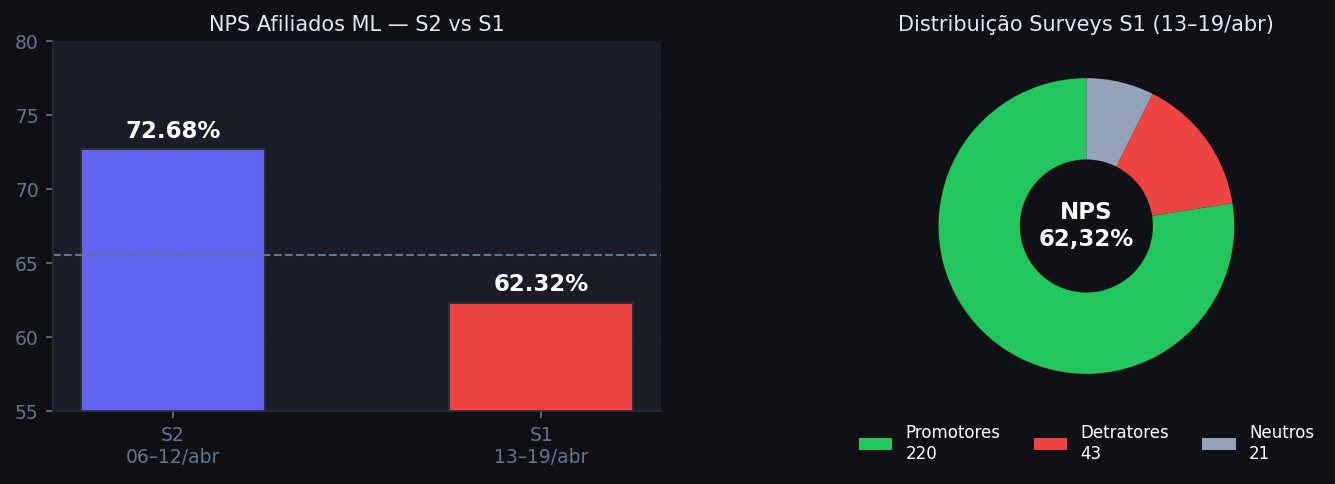 NPS Afiliados ML — S2 vs S1
80
75
70
65
60
55
72.68%
62.32%
S2
06–12/abr
S1
13–19/abr
Distribuição Surveys S1 (13–19/abr)
NPS
62,32%
Promotores
220
Detratores
43
Neutros
21